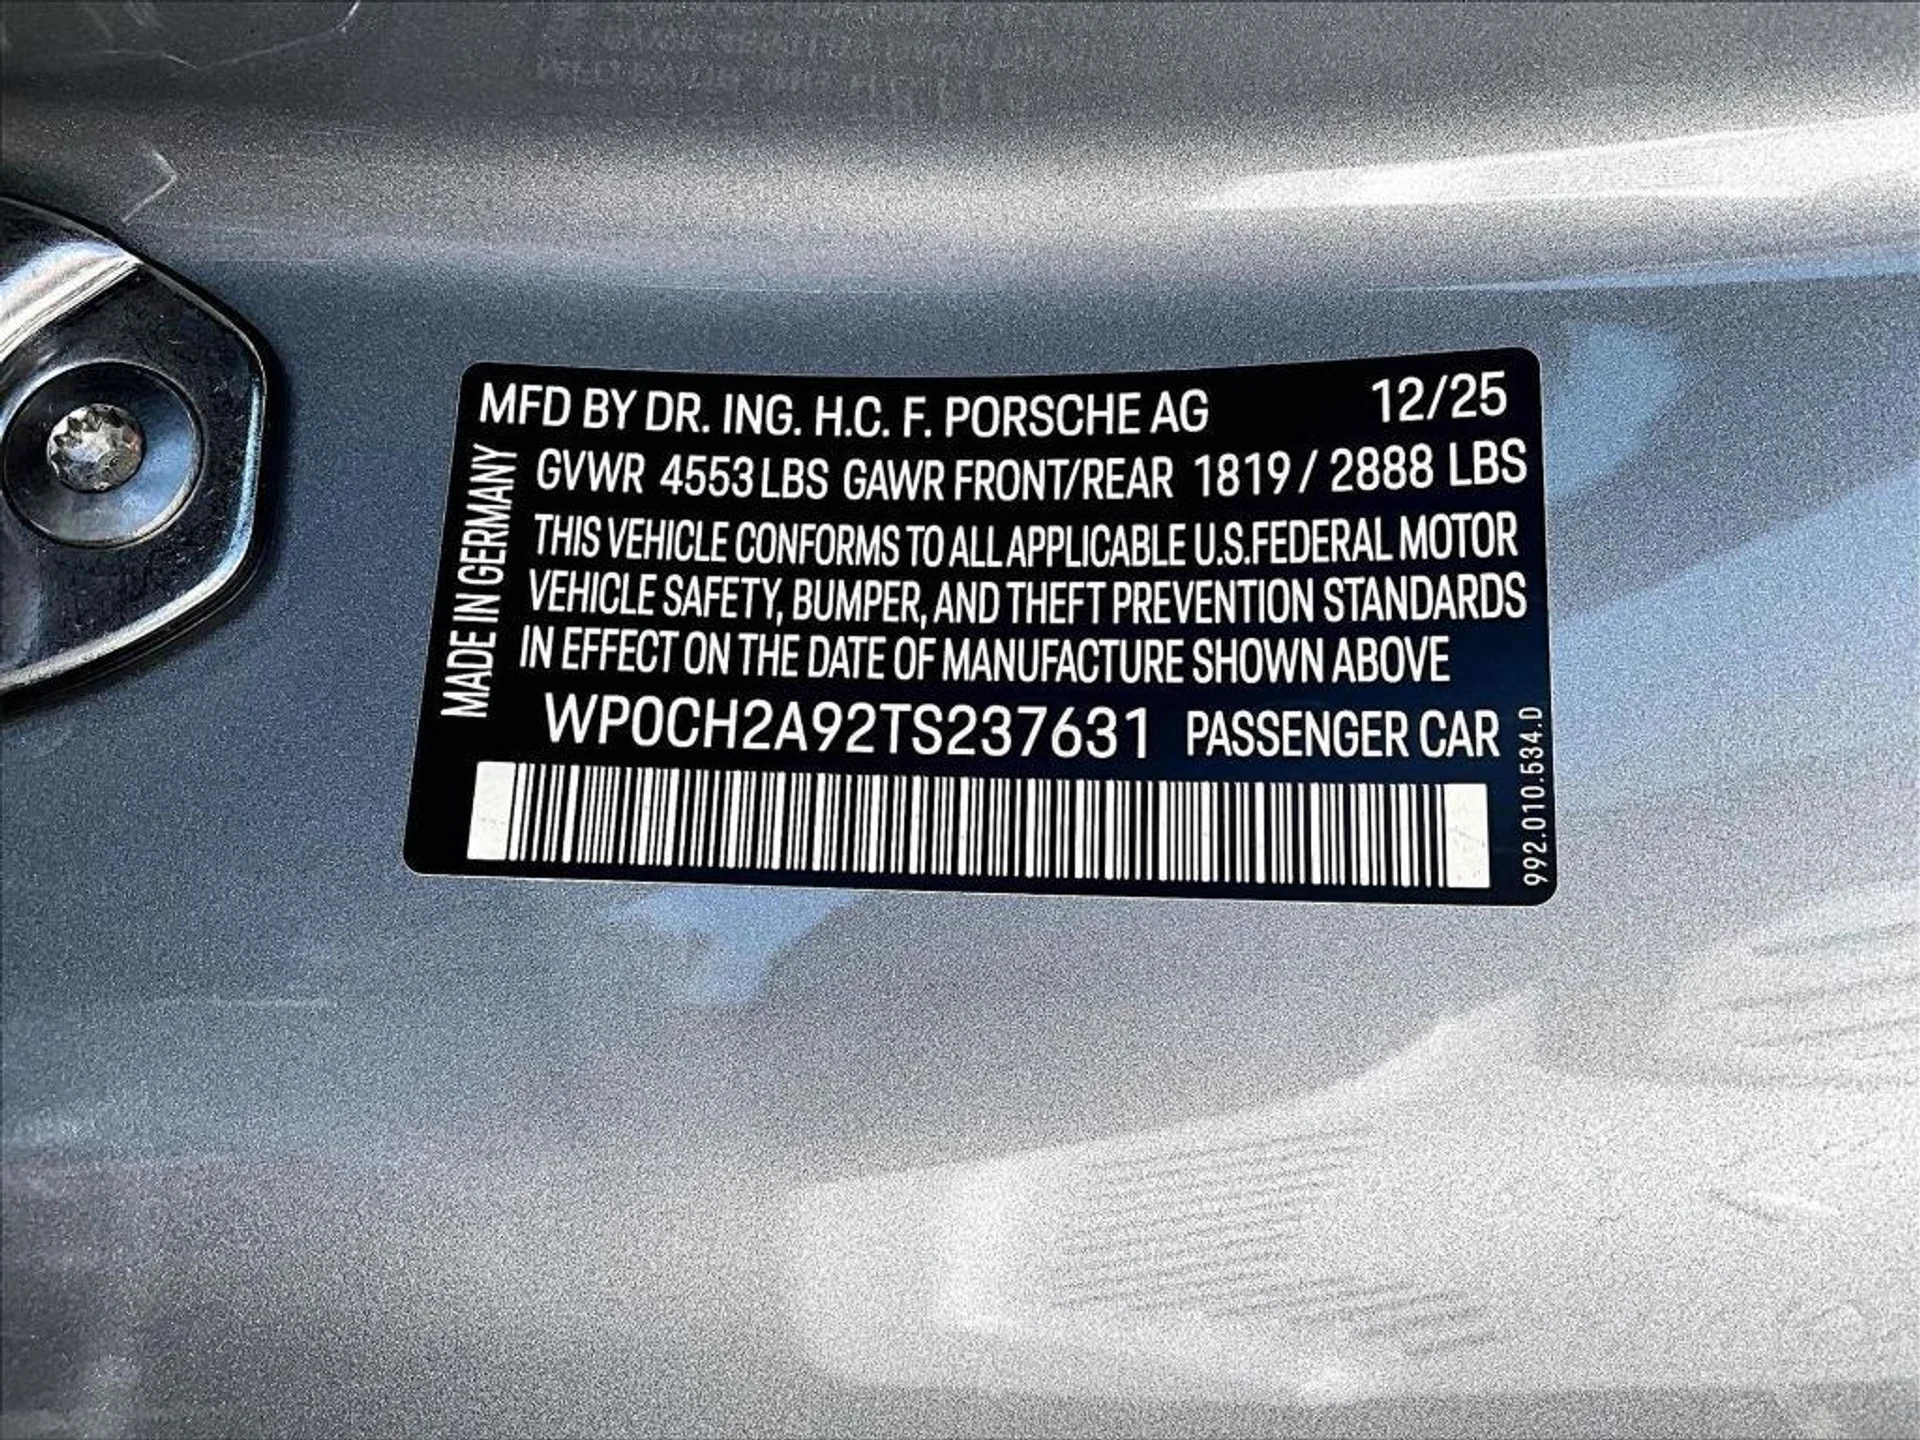 MFD BY DR. ING. H.C. F. PORSCHE AG 12/25
GVWR 4553 LBS GAWR FRONT/REAR 1819 / 2888 LBS
THIS VEHICLE CONFORMS TO ALL APPLICABLE U.S.FEDERAL MOTOR
VEHICLE SAFETY, BUMPER, AND THEFT PREVENTION STANDARDS
IN EFFECT ON THE DATE OF MANUFACTURE SHOWN ABOVE
WP0CH2A92TS237631 PASSENGER CAR
MADE IN GERMANY
992.010.534.D